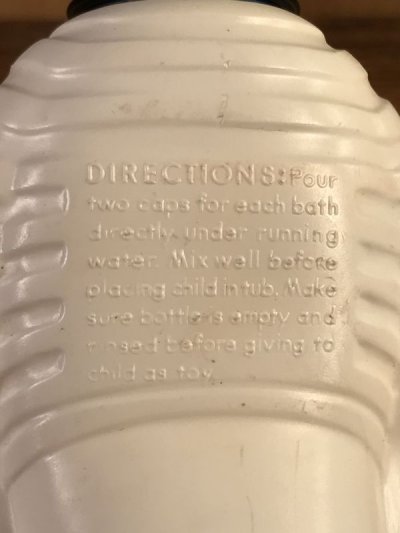 DIRECTIONS: Pour
two caps for each bath
directly under running
water. Mix well before
placing child in tub. Make
sure bottle is empty and
rinsed before giving to
child as toy.